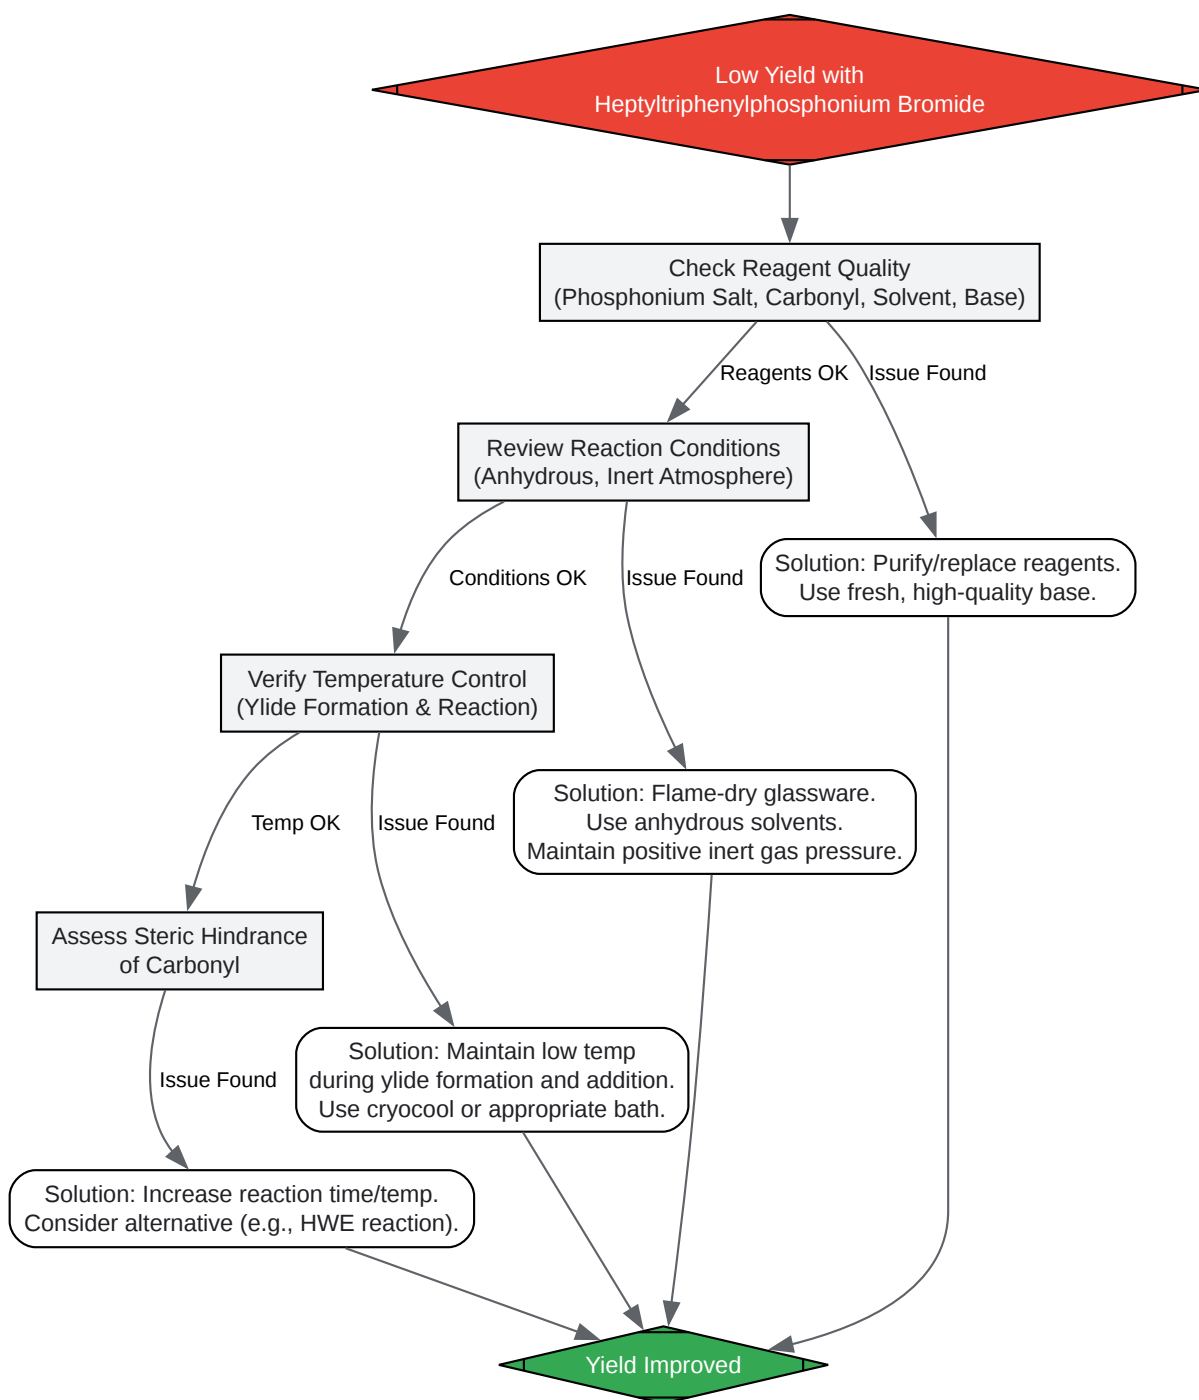 Low Yield with
Heptyltriphenylphosphonium Bromide
Check Reagent Quality
(Phosphonium Salt, Carbonyl, Solvent, Base)
Reagents OK
Issue Found
Review Reaction Conditions
(Anhydrous, Inert Atmosphere)
Solution: Purify/replace reagents.
Use fresh, high-quality base.
Conditions OK
Issue Found
Verify Temperature Control
(Ylide Formation & Reaction)
Solution: Flame-dry glassware.
Use anhydrous solvents.
Maintain positive inert gas pressure.
Temp OK
Issue Found
Assess Steric Hindrance
of Carbonyl
Solution: Maintain low temp
during ylide formation and addition.
Use cryocool or appropriate bath.
Issue Found
Solution: Increase reaction time/temp.
Consider alternative (e.g., HWE reaction).
Yield Improved